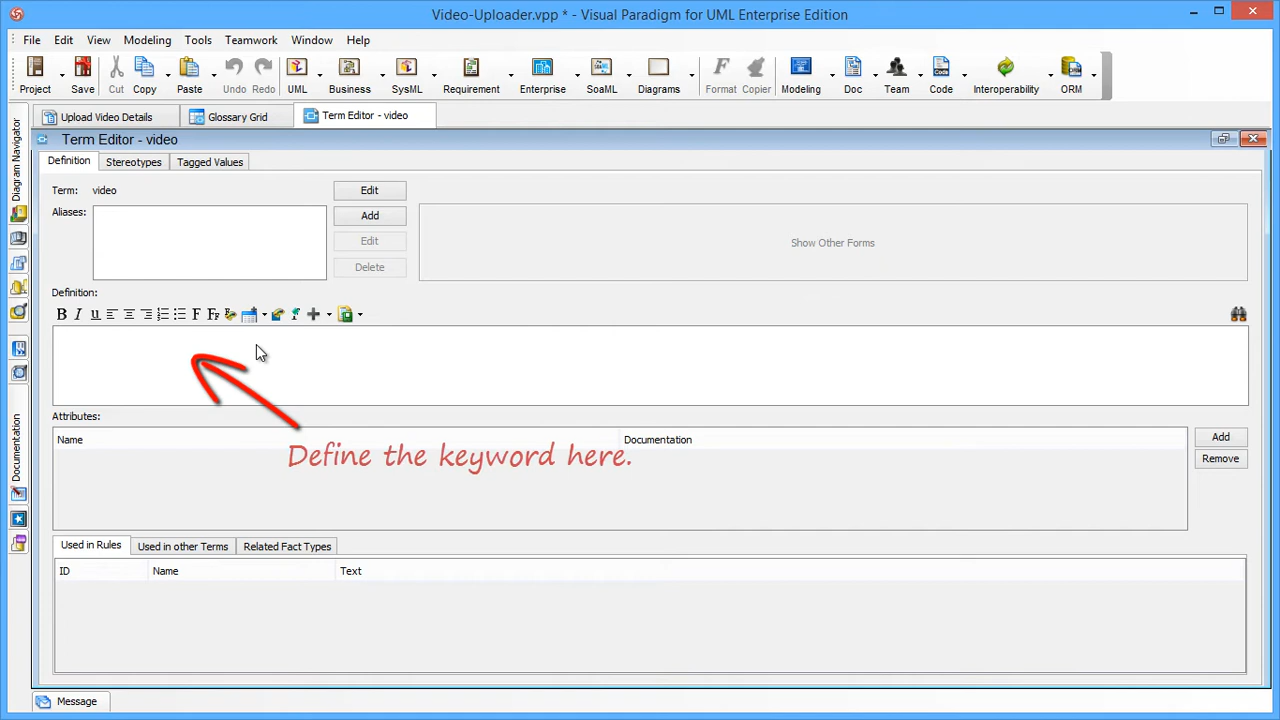 Video-Uploader.vpp * - Visual Paradigm for UML Enterprise Edition
File Edit View Modeling Tools Teamwork Window Help
Project Save Cut Copy Paste Undo Redo UML Business SysML Requirement Enterprise SoaML Diagrams Format Copier Modeling Doc Team Code Interoperability ORM
Upload Video Details Glossary Grid Term Editor - video
Term Editor - video
Diagram Navigator
Definition Stereotypes Tagged Values
Term: video Edit
Aliases: Add
Edit
Show Other Forms
Delete
Definition:
B I U F
Define the keyword here.
Attributes:
Name Documentation Add
Remove
Documentation
Used in Rules Used in other Terms Related Fact Types
ID Name Text
Message